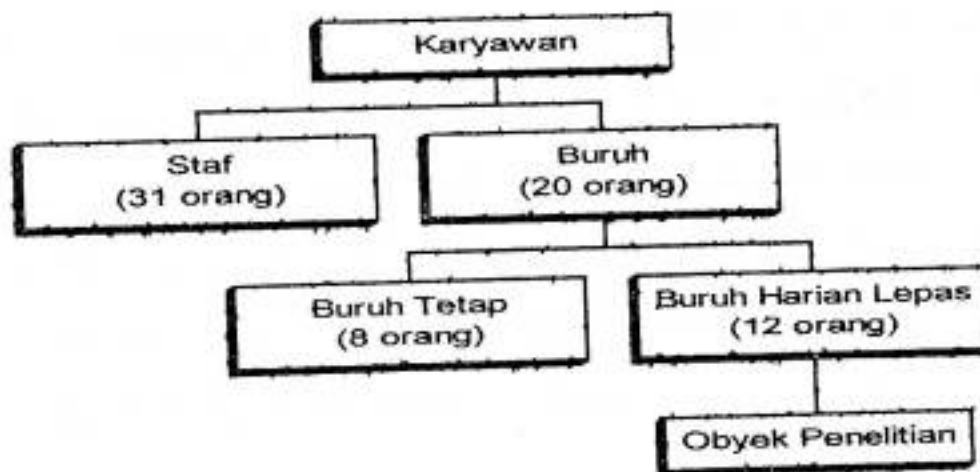 Karyawan
Staf
(31 orang)
Buruh
(20 orang)
Buruh Tetap
(8 orang)
Buruh Harian Lepas
(12 orang)
Obyek Penelitian